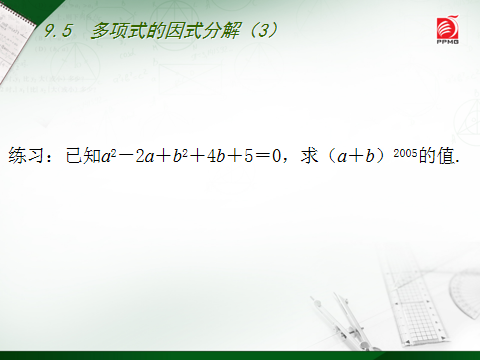 9.5 多项式的因式分解（3）
PPMG
练习：已知a²－2a＋b²＋4b＋5＝0，求（a＋b）²⁰⁰⁵的值.